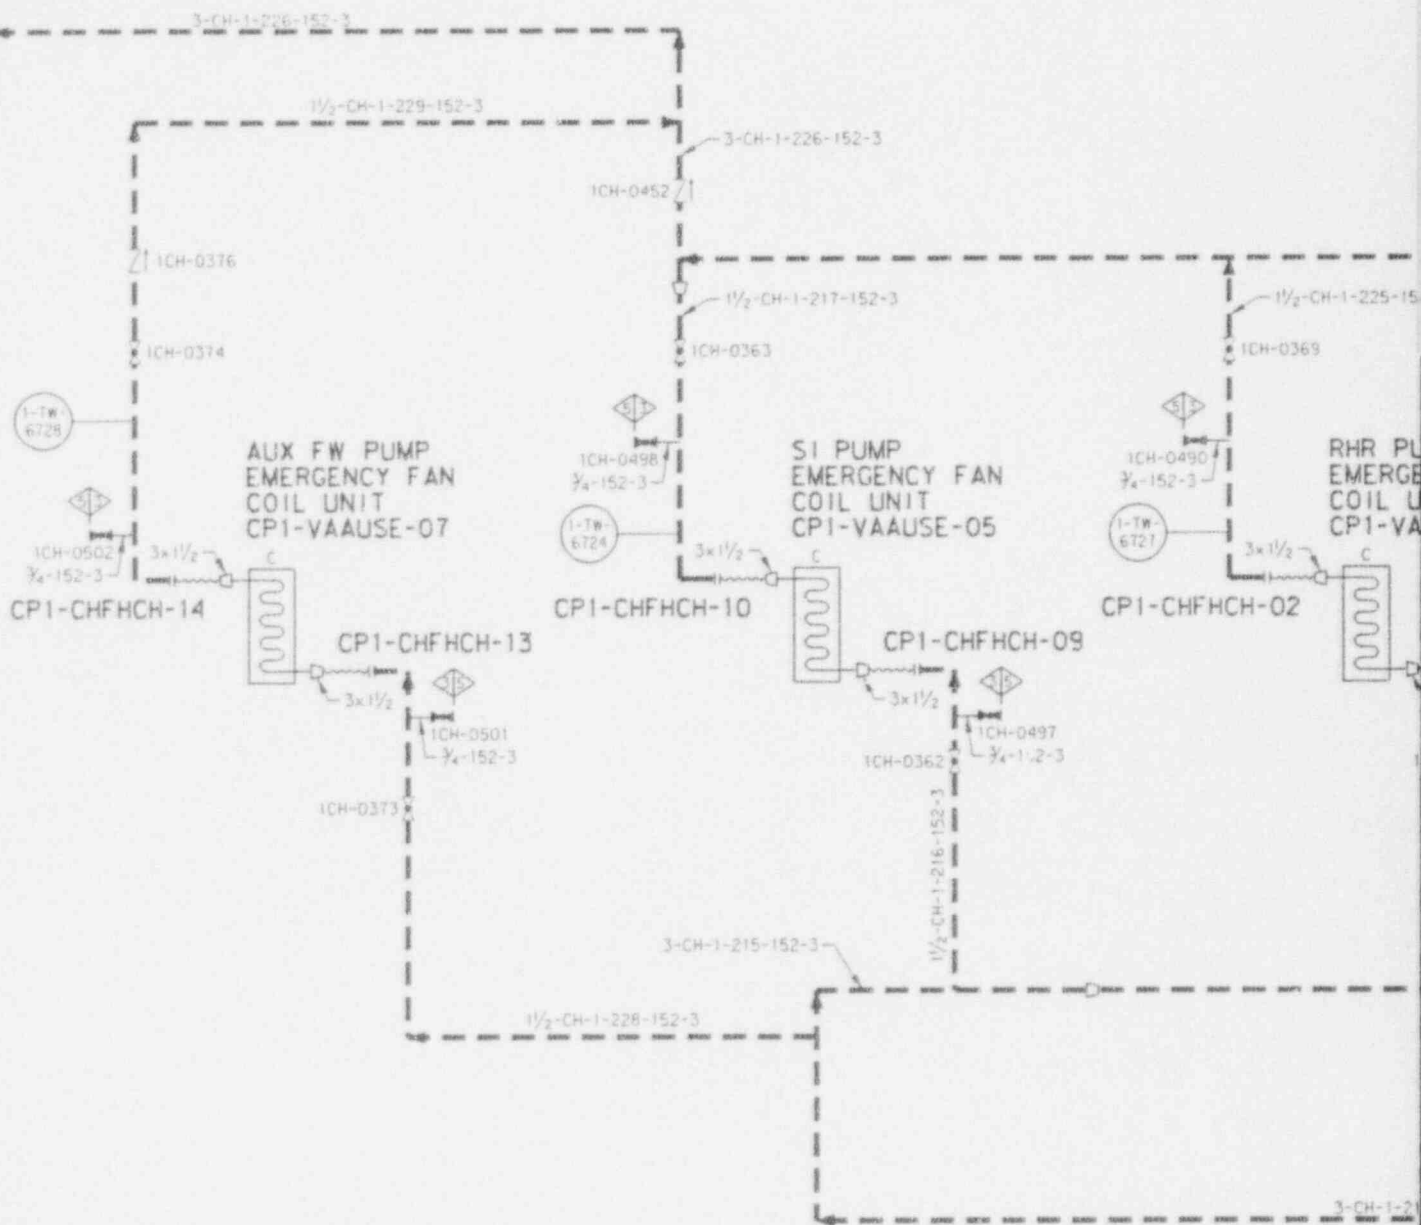 3-CH-1-226-152-3
1½-CH-1-229-152-3
3-CH-1-226-152-3
1CH-0452
1CH-0376
1½-CH-1-217-152-3
1½-CH-1-225-15
1CH-0374
1CH-0363
1CH-0369
1-TW-
6728
AUX FW PUMP
EMERGENCY FAN
COIL UNIT
CP1-VAAUSE-07
1CH-0498
¾-152-3
1-TW-
6724
SI PUMP
EMERGENCY FAN
COIL UNIT
CP1-VAAUSE-05
1CH-0490
¾-152-3
1-TW-
6727
RHR PU
EMERGE
COIL U
CP1-VA
1CH-0502
¾-152-3
3x1½
C
3x1½
C
3x1½
C
CP1-CHFHCH-14
CP1-CHFHCH-10
CP1-CHFHCH-02
CP1-CHFHCH-13
CP1-CHFHCH-09
3x1½
3x1½
1CH-0501
¾-152-3
1CH-0497
1CH-0362
1CH-0373
1½-CH-1-216-152-3
3-CH-1-215-152-3
1½-CH-1-228-152-3
3-CH-1-2